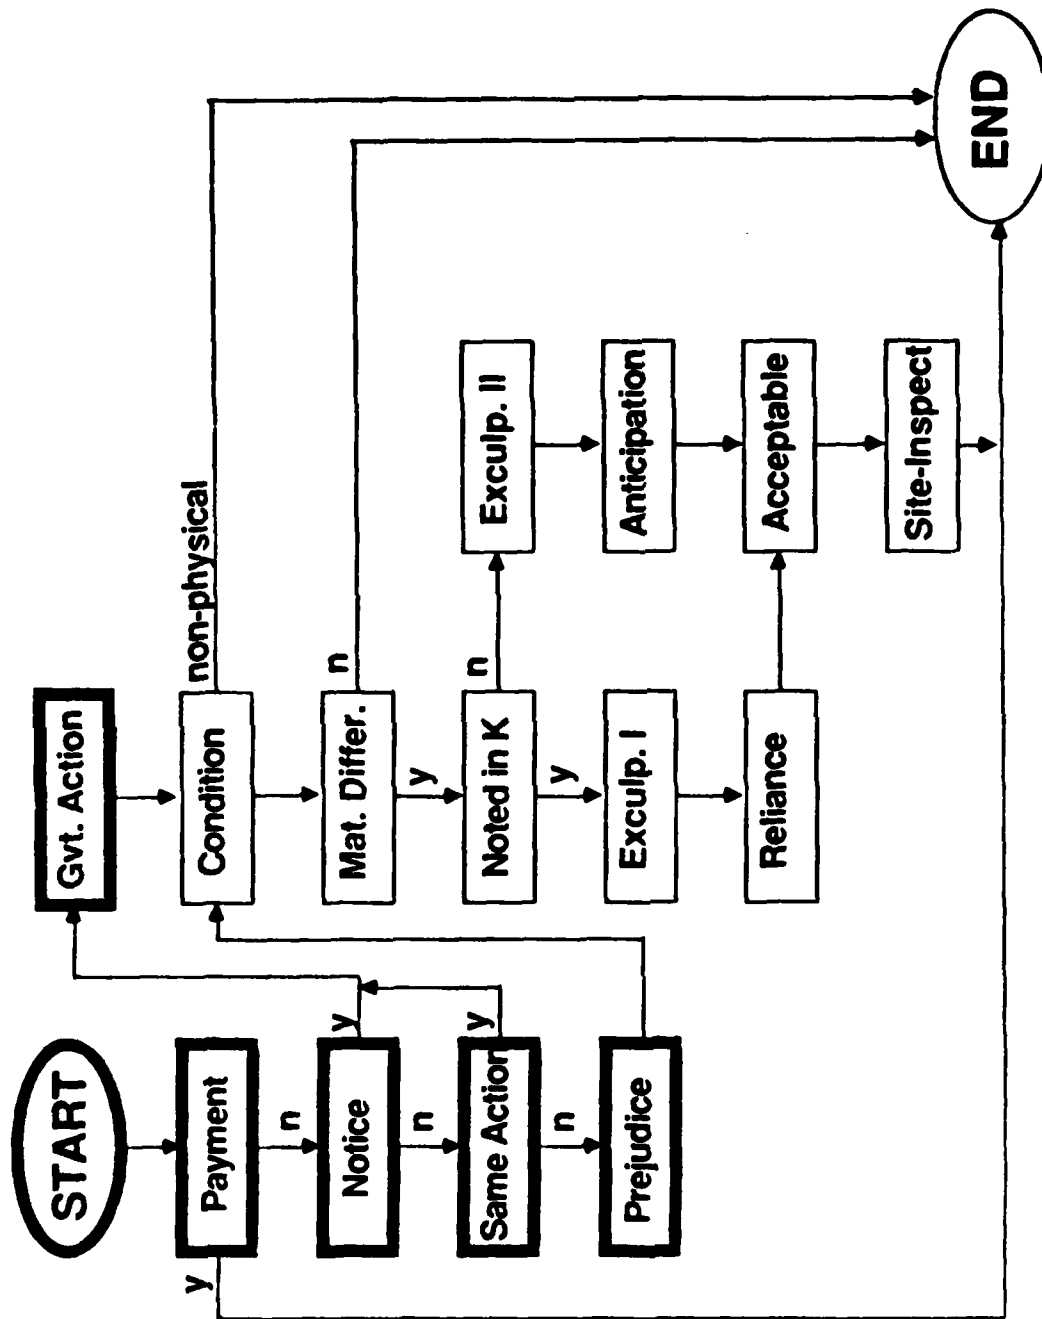 START
Payment
y
n
Notice
y
n
Same Action
y
n
Prejudice
Gvt. Action
Condition
non-physical
Mat. Differ.
n
y
Noted in K
n
y
Exculp. I
Reliance
Exculp. II
Anticipation
Acceptable
Site-Inspect
END